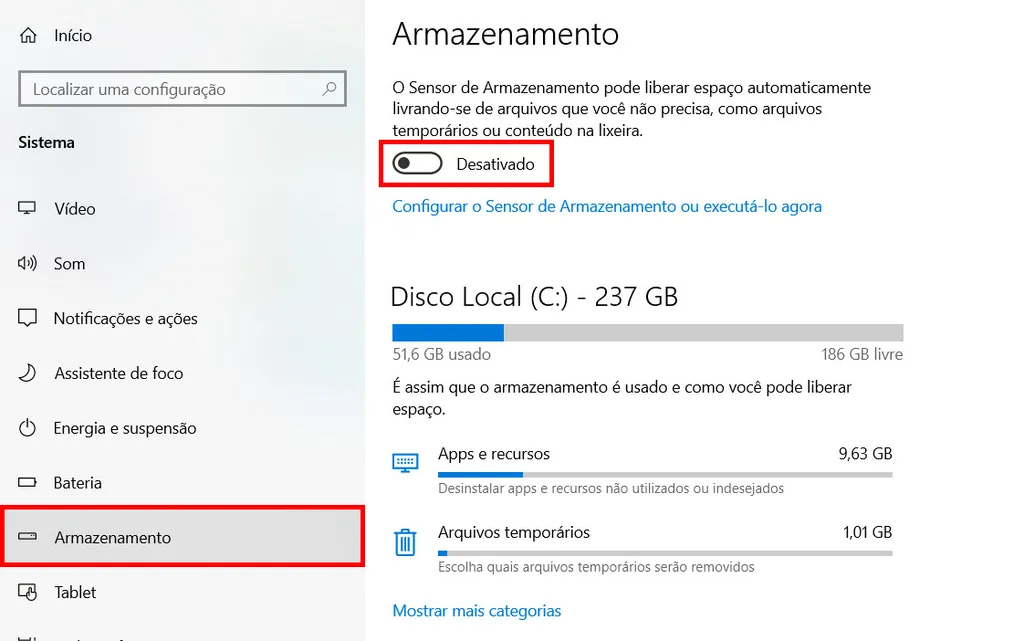 Início
Localizar uma configuração
Sistema
Vídeo
Som
Notificações e ações
Assistente de foco
Energia e suspensão
Bateria
Armazenamento
Tablet
Armazenamento
O Sensor de Armazenamento pode liberar espaço automaticamente
livrando-se de arquivos que você não precisa, como arquivos
temporários ou conteúdo na lixeira.
Desativado
Configurar o Sensor de Armazenamento ou executá-lo agora
Disco Local (C:) - 237 GB
51,6 GB usado
186 GB livre
É assim que o armazenamento é usado e como você pode liberar
espaço.
Apps e recursos
9,63 GB
Desinstalar apps e recursos não utilizados ou indesejados
Arquivos temporários
1,01 GB
Escolha quais arquivos temporários serão removidos
Mostrar mais categorias